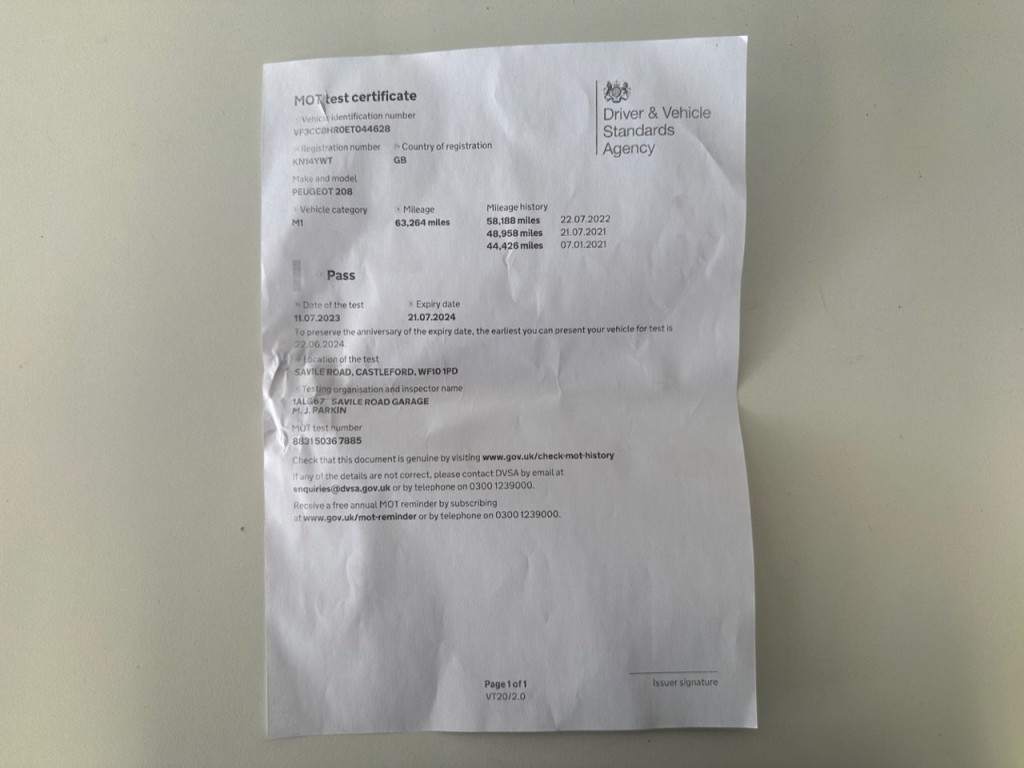 MOT test certificate
Driver & Vehicle
Standards
Agency
Vehicle identification number
VF3CC8HR0ET044628
Registration number Country of registration
KN14YWT GB
Make and model
PEUGEOT 208
Vehicle category Mileage Mileage history
M1 63,264 miles 58,188 miles 22.07.2022
48,958 miles 21.07.2021
44,426 miles 07.01.2021
Pass
Date of the test Expiry date
11.07.2023 21.07.2024
To preserve the anniversary of the expiry date, the earliest you can present your vehicle for test is
22.06.2024.
Location of the test
SAVILE ROAD, CASTLEFORD, WF10 1PD
Testing organisation and inspector name
1ALG67 SAVILE ROAD GARAGE
M. J. PARKIN
MOT test number
8831 5036 7885
Check that this document is genuine by visiting www.gov.uk/check-mot-history
If any of the details are not correct, please contact DVSA by email at
enquiries@dvsa.gov.uk or by telephone on 0300 1239000.
Receive a free annual MOT reminder by subscribing
at www.gov.uk/mot-reminder or by telephone on 0300 1239000.
Page 1 of 1
VT20/2.0
Issuer signature